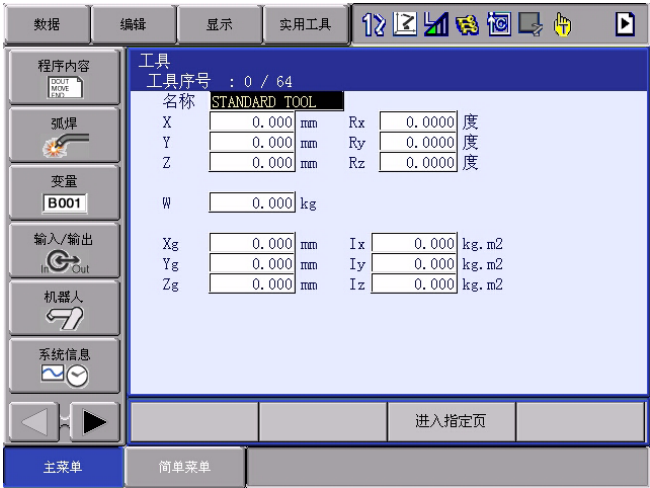 数据 编辑 显示 实用工具
程序内容
DOUT
MOVE
END
弧焊
变量
B001
输入/输出
In Out
机器人
系统信息
工具
工具序号 : 0 / 64
名称 STANDARD TOOL
X 0.000 mm Rx 0.0000 度
Y 0.000 mm Ry 0.0000 度
Z 0.000 mm Rz 0.0000 度
W 0.000 kg
Xg 0.000 mm Ix 0.000 kg.m2
Yg 0.000 mm Iy 0.000 kg.m2
Zg 0.000 mm Iz 0.000 kg.m2
进入指定页
主菜单 简单菜单